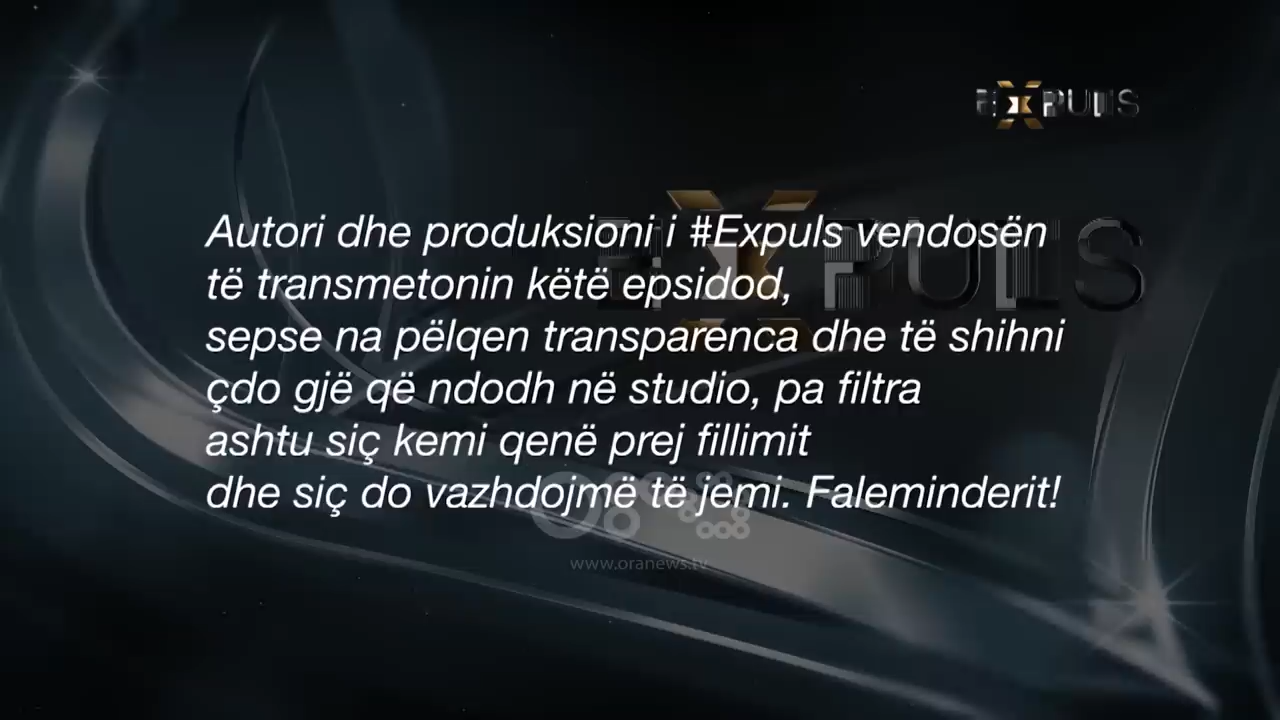 EXPULS
Autori dhe produksioni i #Expuls vendosën
të transmetonin këtë epsidod,
sepse na pëlqen transparenca dhe të shihni
çdo gjë që ndodh në studio, pa filtra
ashtu siç kemi qenë prej fillimit
dhe siç do vazhdojmë të jemi. Faleminderit!
EXPULS
www.oranews.tv